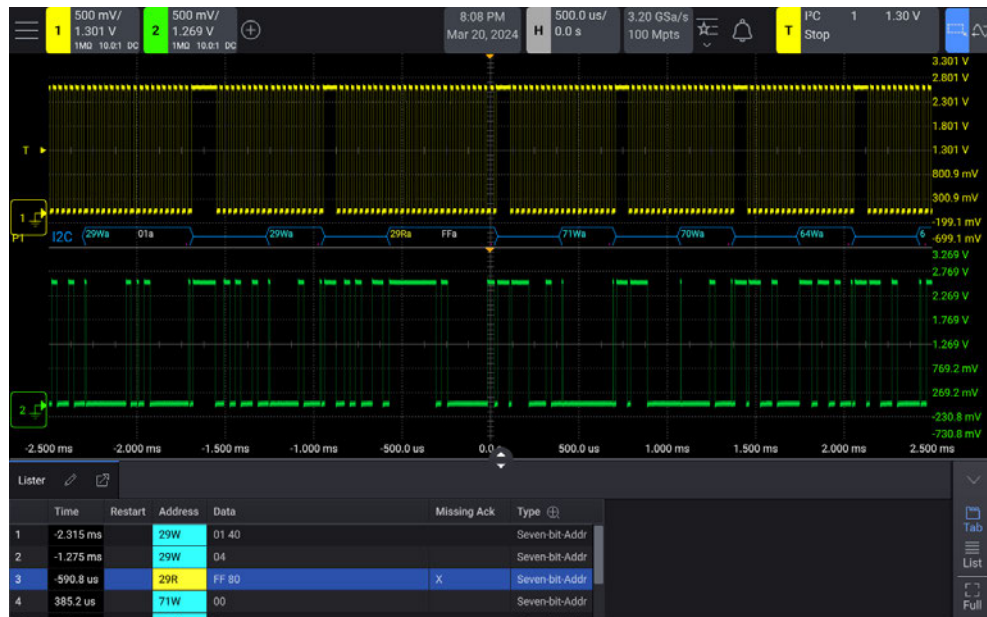 500 mV/ 500 mV/ 8:08 PM 500.0 us/ 3.20 GSa/s I²C 1 1.30 V
1 1.301 V 2 1.269 V Mar 20, 2024 H 0.0 s 100 Mpts T Stop
1MΩ 10.0:1 DC 1MΩ 10.0:1 DC
3.301 V
2.801 V
2.301 V
1.801 V
T 1.301 V
800.9 mV
300.9 mV
1 -199.1 mV
P1 I2C 29Wa 01a 29Wa 29Ra FFa 71Wa 70Wa 64Wa 6 -699.1 mV
3.269 V
2.769 V
2.269 V
1.769 V
1.269 V
769.2 mV
269.2 mV
2 -230.8 mV
-730.8 mV
-2.500 ms -2.000 ms -1.500 ms -1.000 ms -500.0 us 0.0 500.0 us 1.000 ms 1.500 ms 2.000 ms 2.500 ms
Lister
Time Restart Address Data Missing Ack Type
1 -2.315 ms 29W 01 40 Seven-bit-Addr
2 -1.275 ms 29W 04 Seven-bit-Addr
3 -590.8 us 29R FF 80 X Seven-bit-Addr
4 385.2 us 71W 00 Seven-bit-Addr
Tab
List
Full